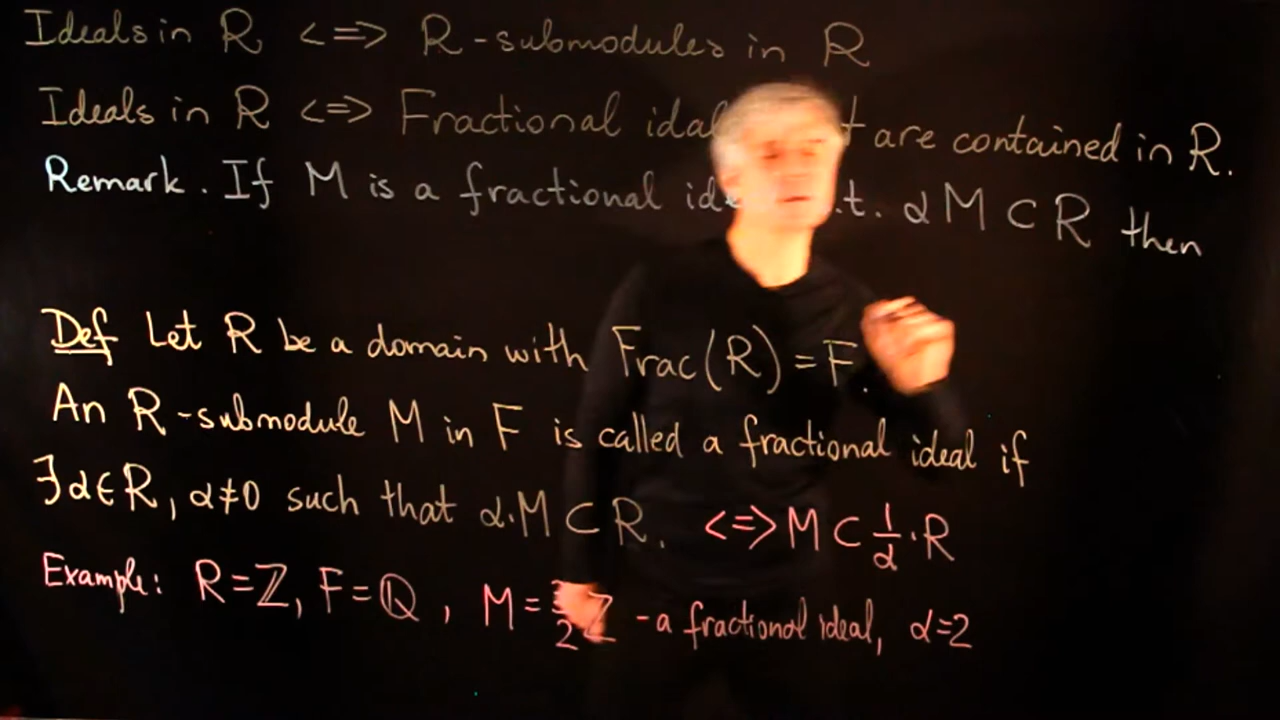 Ideals in R <=> R-submodules in R
Ideals in R <=> Fractional are contained in R.
Remark. If M is a fractional s.t. αM ⊂ R then
Def Let R be a domain with Frac(R) = F.
An R-submodule M in F is called a fractional ideal if
∃α∈R, α≠0 such that α·M ⊂ R. <=> M ⊂ 1/α · R
Example: R=ℤ, F=ℚ, M= /2 ℤ - a fractional ideal, α=2